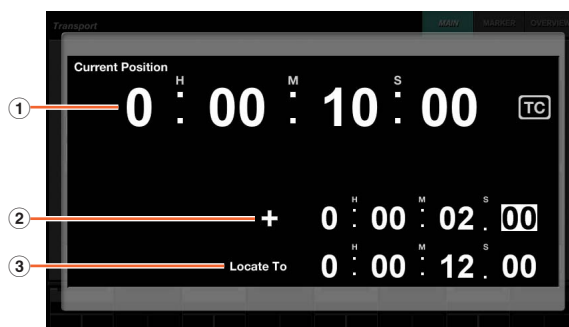 Transport MAIN MARKER OVERVIEW
Current Position
H M S
1 0 : 00 : 10 : 00 TC
H M S
2 + 0 : 00 : 02 . 00
H M S
3 Locate To 0 : 00 : 12 . 00